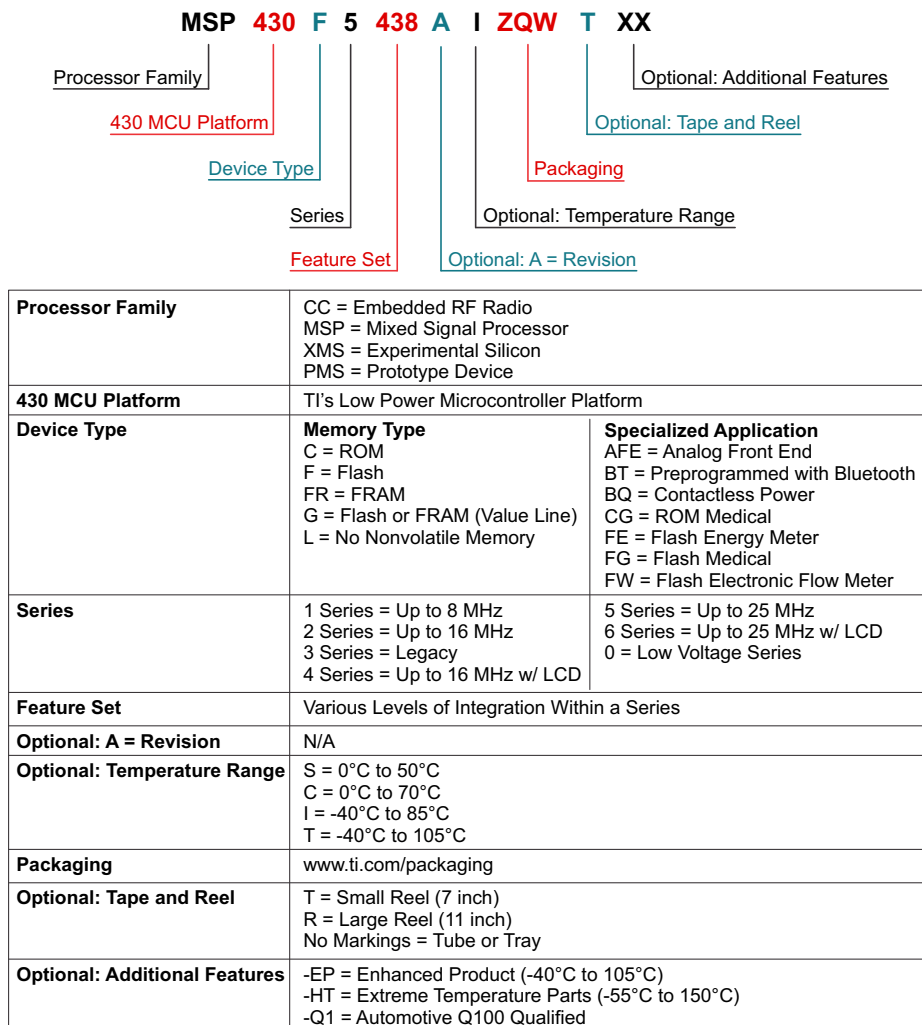 MSP 430 F 5 438 A I ZQW T XX
Processor Family
Optional: Additional Features
430 MCU Platform
Optional: Tape and Reel
Device Type
Packaging
Series
Optional: Temperature Range
Feature Set
Optional: A = Revision
Processor Family
CC = Embedded RF Radio
MSP = Mixed Signal Processor
XMS = Experimental Silicon
PMS = Prototype Device
430 MCU Platform
TI's Low Power Microcontroller Platform
Device Type
Memory Type
C = ROM
F = Flash
FR = FRAM
G = Flash or FRAM (Value Line)
L = No Nonvolatile Memory
Specialized Application
AFE = Analog Front End
BT = Preprogrammed with Bluetooth
BQ = Contactless Power
CG = ROM Medical
FE = Flash Energy Meter
FG = Flash Medical
FW = Flash Electronic Flow Meter
Series
1 Series = Up to 8 MHz
2 Series = Up to 16 MHz
3 Series = Legacy
4 Series = Up to 16 MHz w/ LCD
5 Series = Up to 25 MHz
6 Series = Up to 25 MHz w/ LCD
0 = Low Voltage Series
Feature Set
Various Levels of Integration Within a Series
Optional: A = Revision
N/A
Optional: Temperature Range
S = 0°C to 50°C
C = 0°C to 70°C
I = -40°C to 85°C
T = -40°C to 105°C
Packaging
www.ti.com/packaging
Optional: Tape and Reel
T = Small Reel (7 inch)
R = Large Reel (11 inch)
No Markings = Tube or Tray
Optional: Additional Features
-EP = Enhanced Product (-40°C to 105°C)
-HT = Extreme Temperature Parts (-55°C to 150°C)
-Q1 = Automotive Q100 Qualified